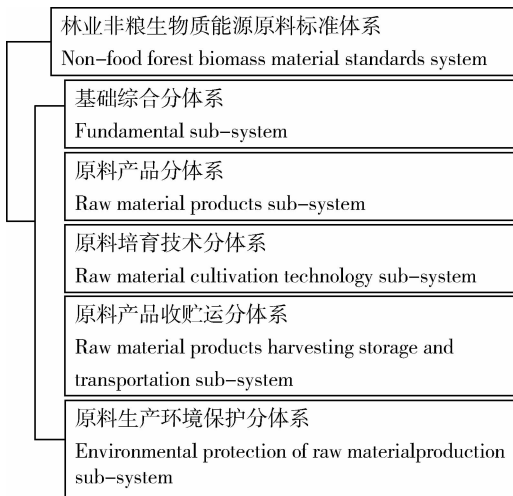 林业非粮生物质能源原料标准体系
Non-food forest biomass material standards system
基础综合分体系
Fundamental sub-system
原料产品分体系
Raw material products sub-system
原料培育技术分体系
Raw material cultivation technology sub-system
原料产品收贮运分体系
Raw material products harvesting storage and
transportation sub-system
原料生产环境保护分体系
Environmental protection of raw materialproduction
sub-system